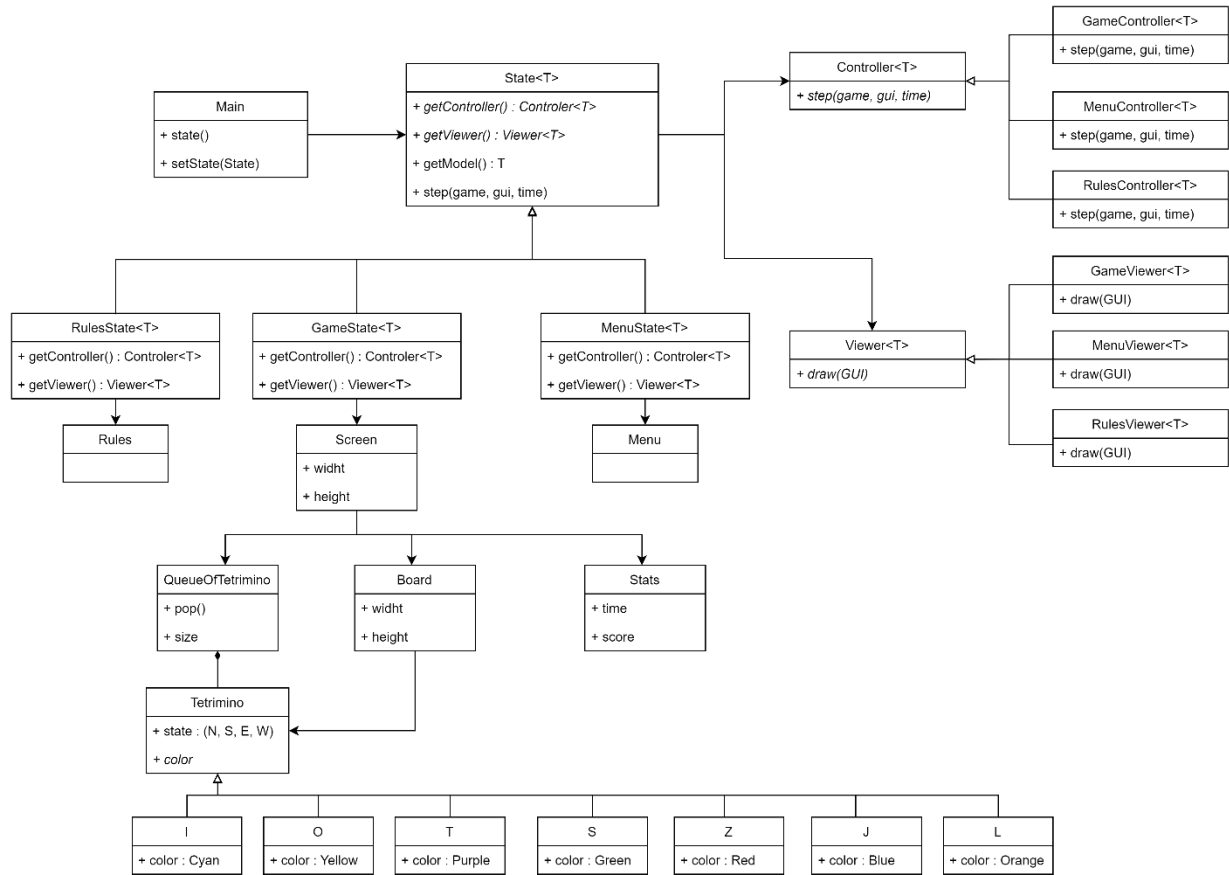 Main
+ state()
+ setState(State)
State<T>
+ getController() : Controler<T>
+ getViewer() : Viewer<T>
+ getModel() : T
+ step(game, gui, time)
Controller<T>
+ step(game, gui, time)
GameController<T>
+ step(game, gui, time)
MenuController<T>
+ step(game, gui, time)
RulesController<T>
+ step(game, gui, time)
Viewer<T>
+ draw(GUI)
GameViewer<T>
+ draw(GUI)
MenuViewer<T>
+ draw(GUI)
RulesViewer<T>
+ draw(GUI)
RulesState<T>
+ getController() : Controler<T>
+ getViewer() : Viewer<T>
GameState<T>
+ getController() : Controler<T>
+ getViewer() : Viewer<T>
MenuState<T>
+ getController() : Controler<T>
+ getViewer() : Viewer<T>
Rules
Screen
+ widht
+ height
Menu
QueueOfTetrimino
+ pop()
+ size
Board
+ widht
+ height
Stats
+ time
+ score
Tetrimino
+ state : (N, S, E, W)
+ color
I
+ color : Cyan
O
+ color : Yellow
T
+ color : Purple
S
+ color : Green
Z
+ color : Red
J
+ color : Blue
L
+ color : Orange